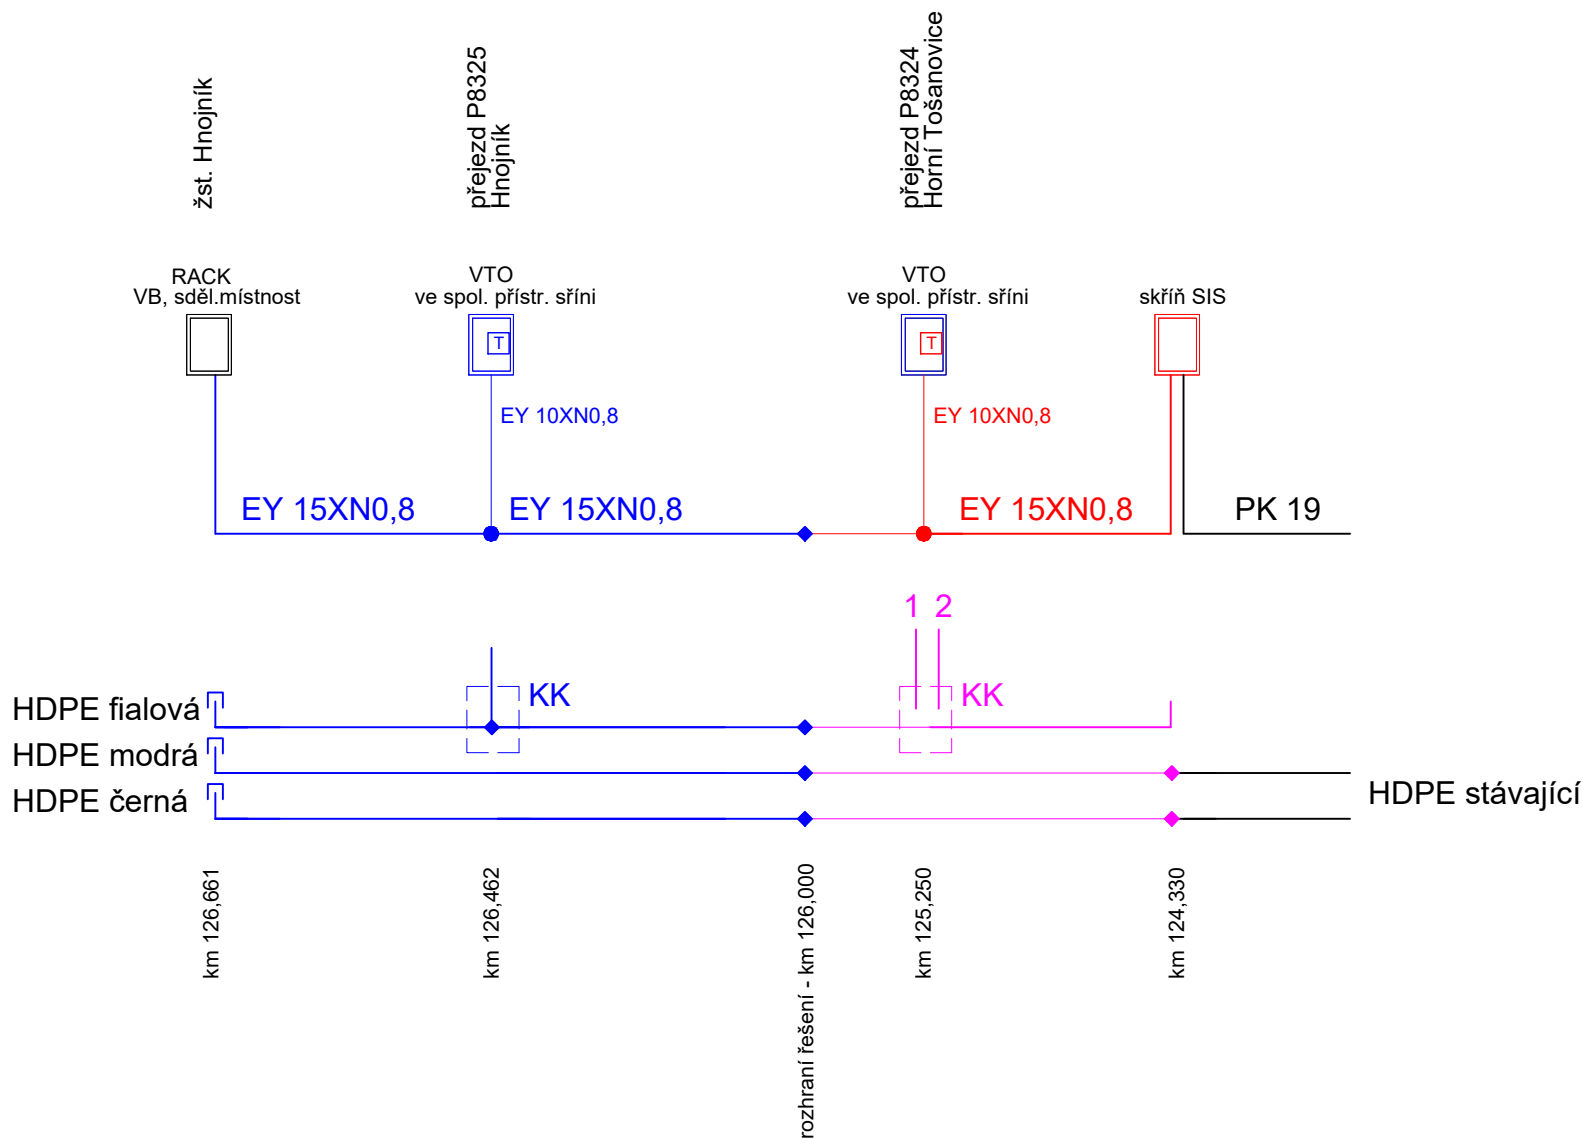 žst. Hnojník
přejezd P8325
Hnojník
přejezd P8324
Horní Tošanovice
RACK
VB, sděl.místnost
VTO
ve spol. přístr. sříni
VTO
ve spol. přístr. sříni
skříň SIS
T
T
EY 10XN0,8
EY 10XN0,8
EY 15XN0,8
EY 15XN0,8
EY 15XN0,8
PK 19
1 2
KK
KK
HDPE fialová
HDPE modrá
HDPE černá
HDPE stávající
km 126,661
km 126,462
rozhraní řešení - km 126,000
km 125,250
km 124,330